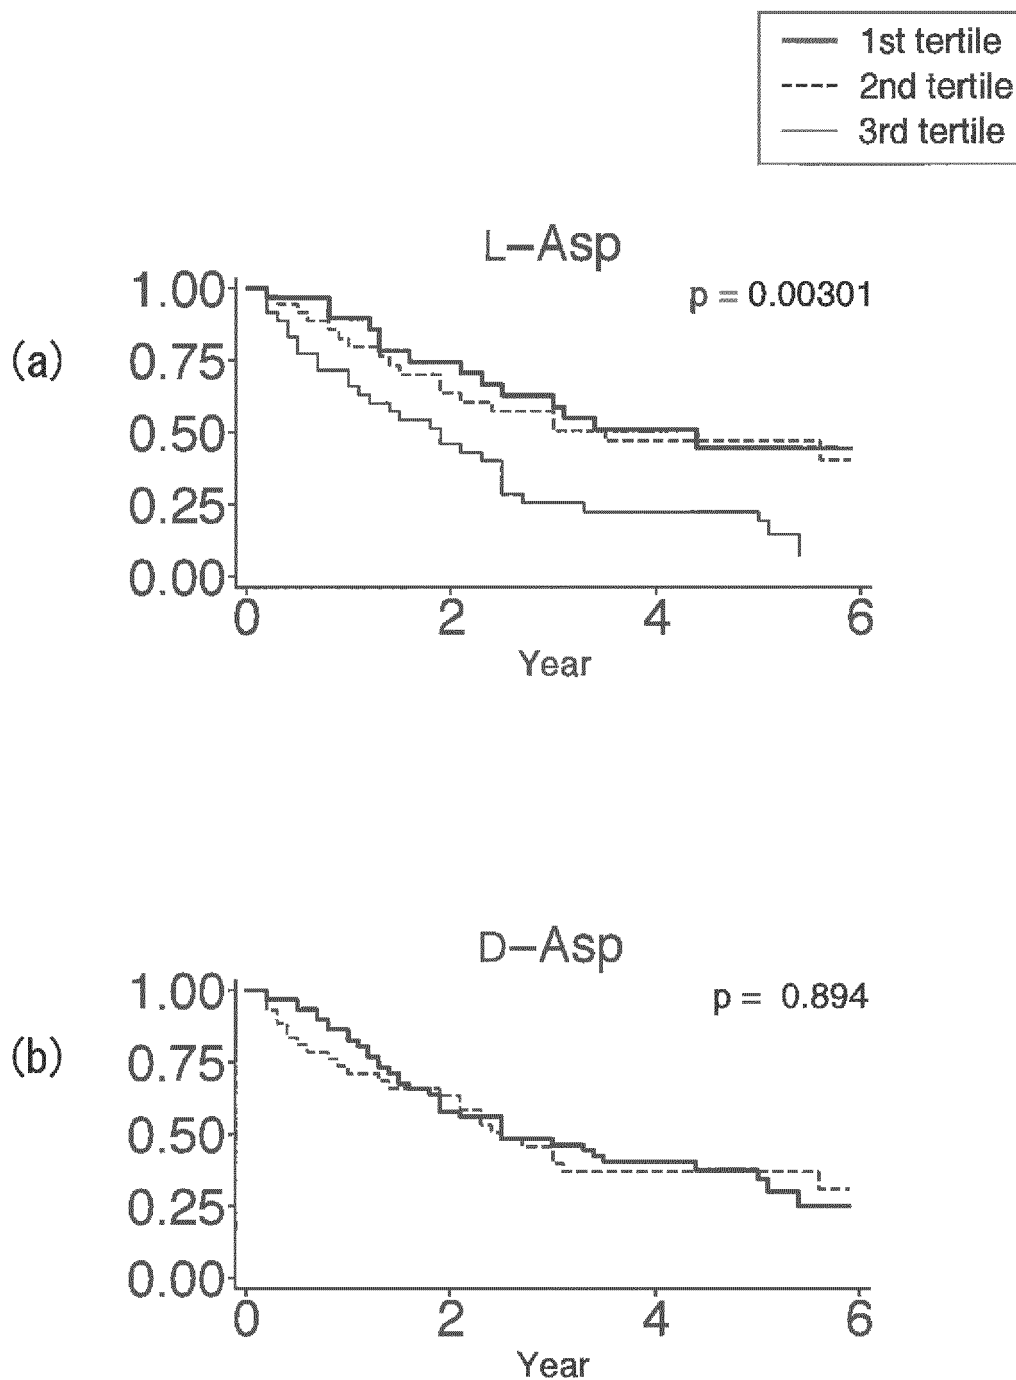 1st tertile
2nd tertile
3rd tertile
L-Asp
p = 0.00301
(a)
1.00
0.75
0.50
0.25
0.00
0 2 4 6
Year
D-Asp
p = 0.894
(b)
1.00
0.75
0.50
0.25
0.00
0 2 4 6
Year